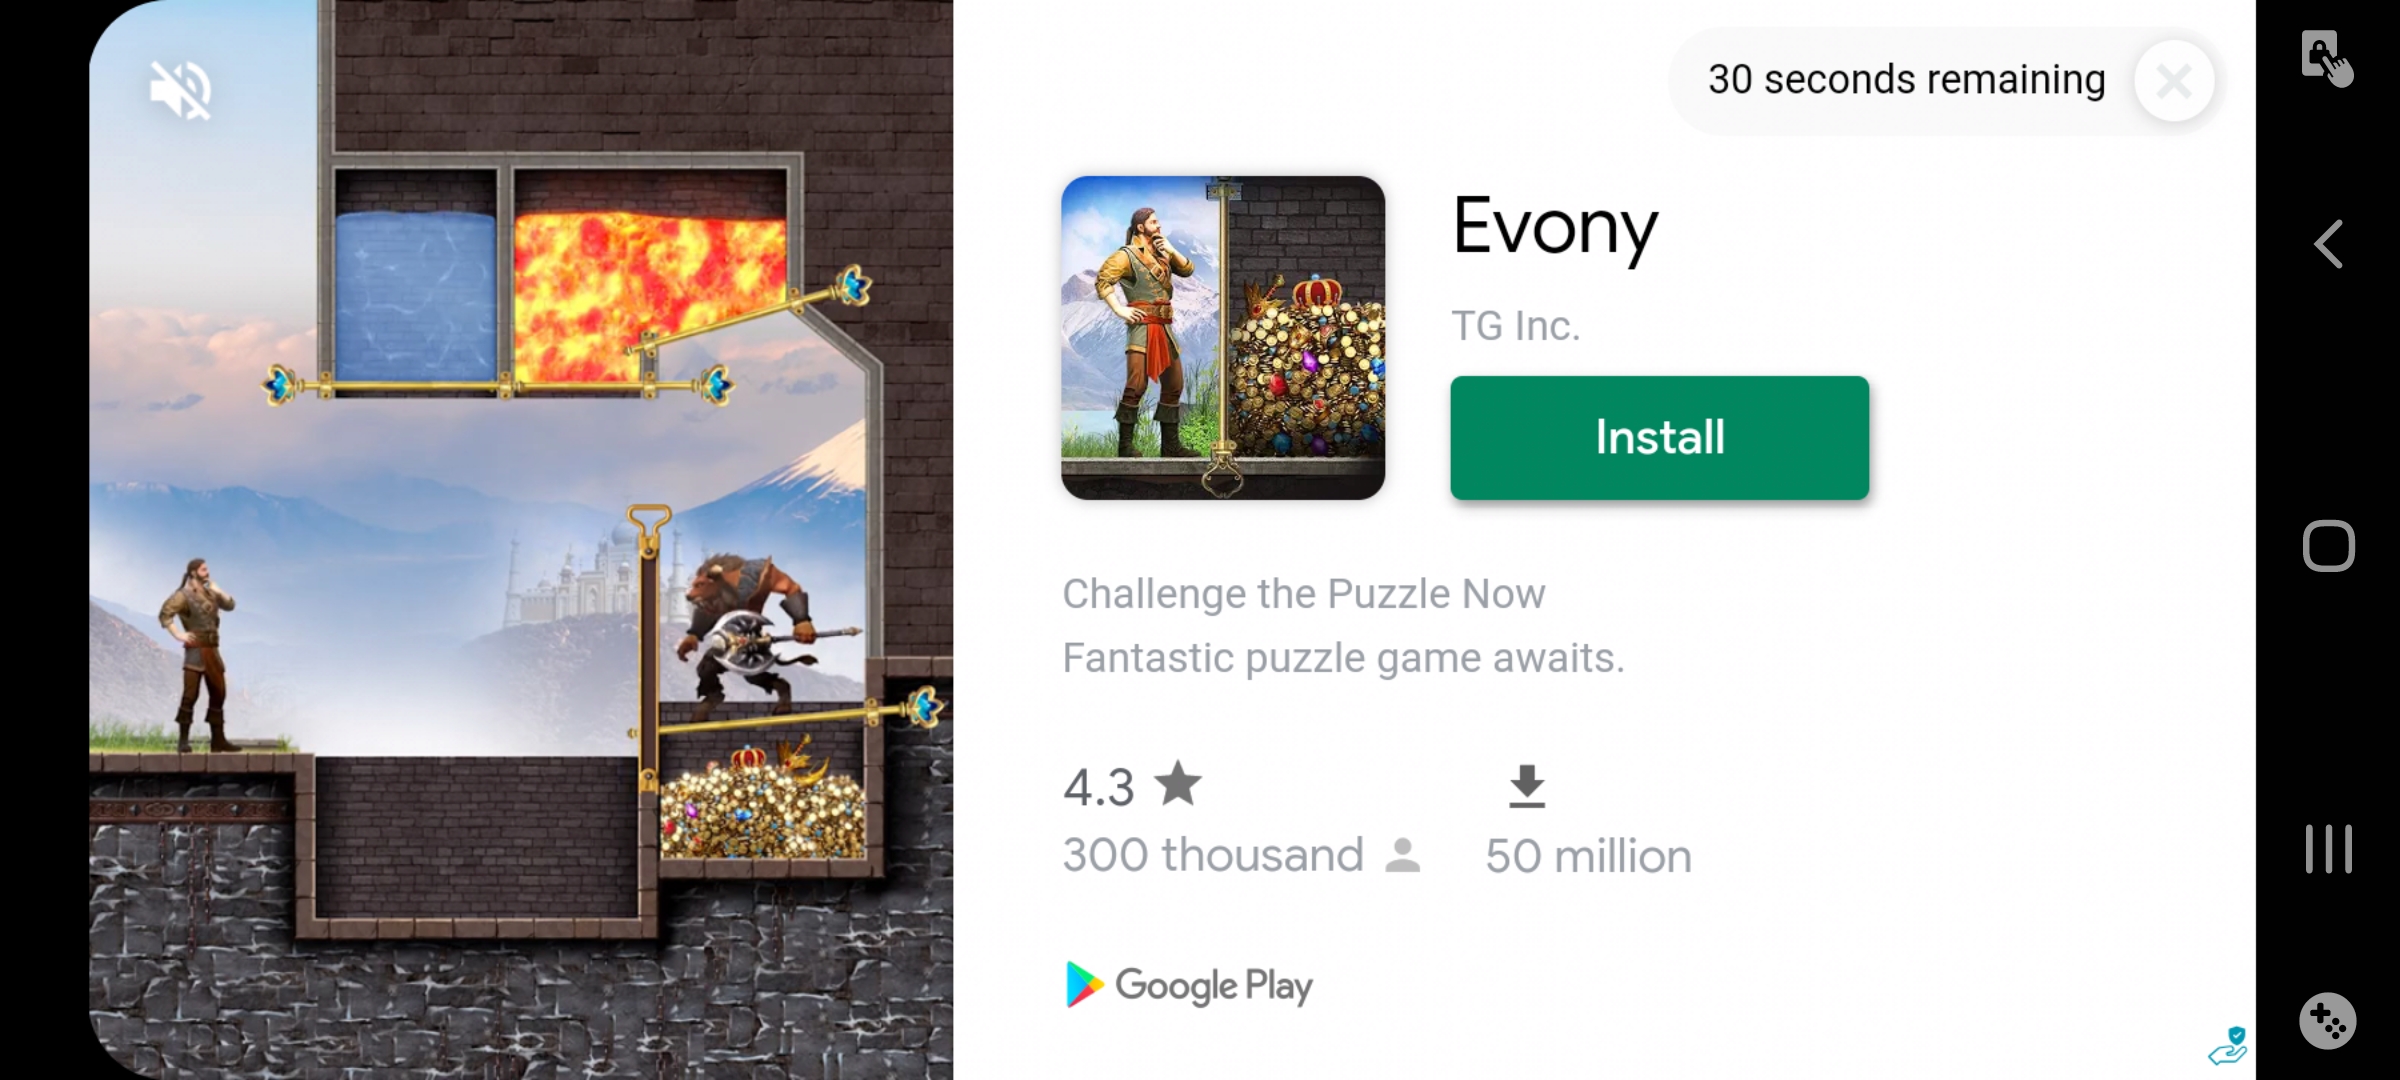 30 seconds remaining
Evony
TG Inc.
Install
Challenge the Puzzle Now
Fantastic puzzle game awaits.
4.3
300 thousand
50 million
Google Play